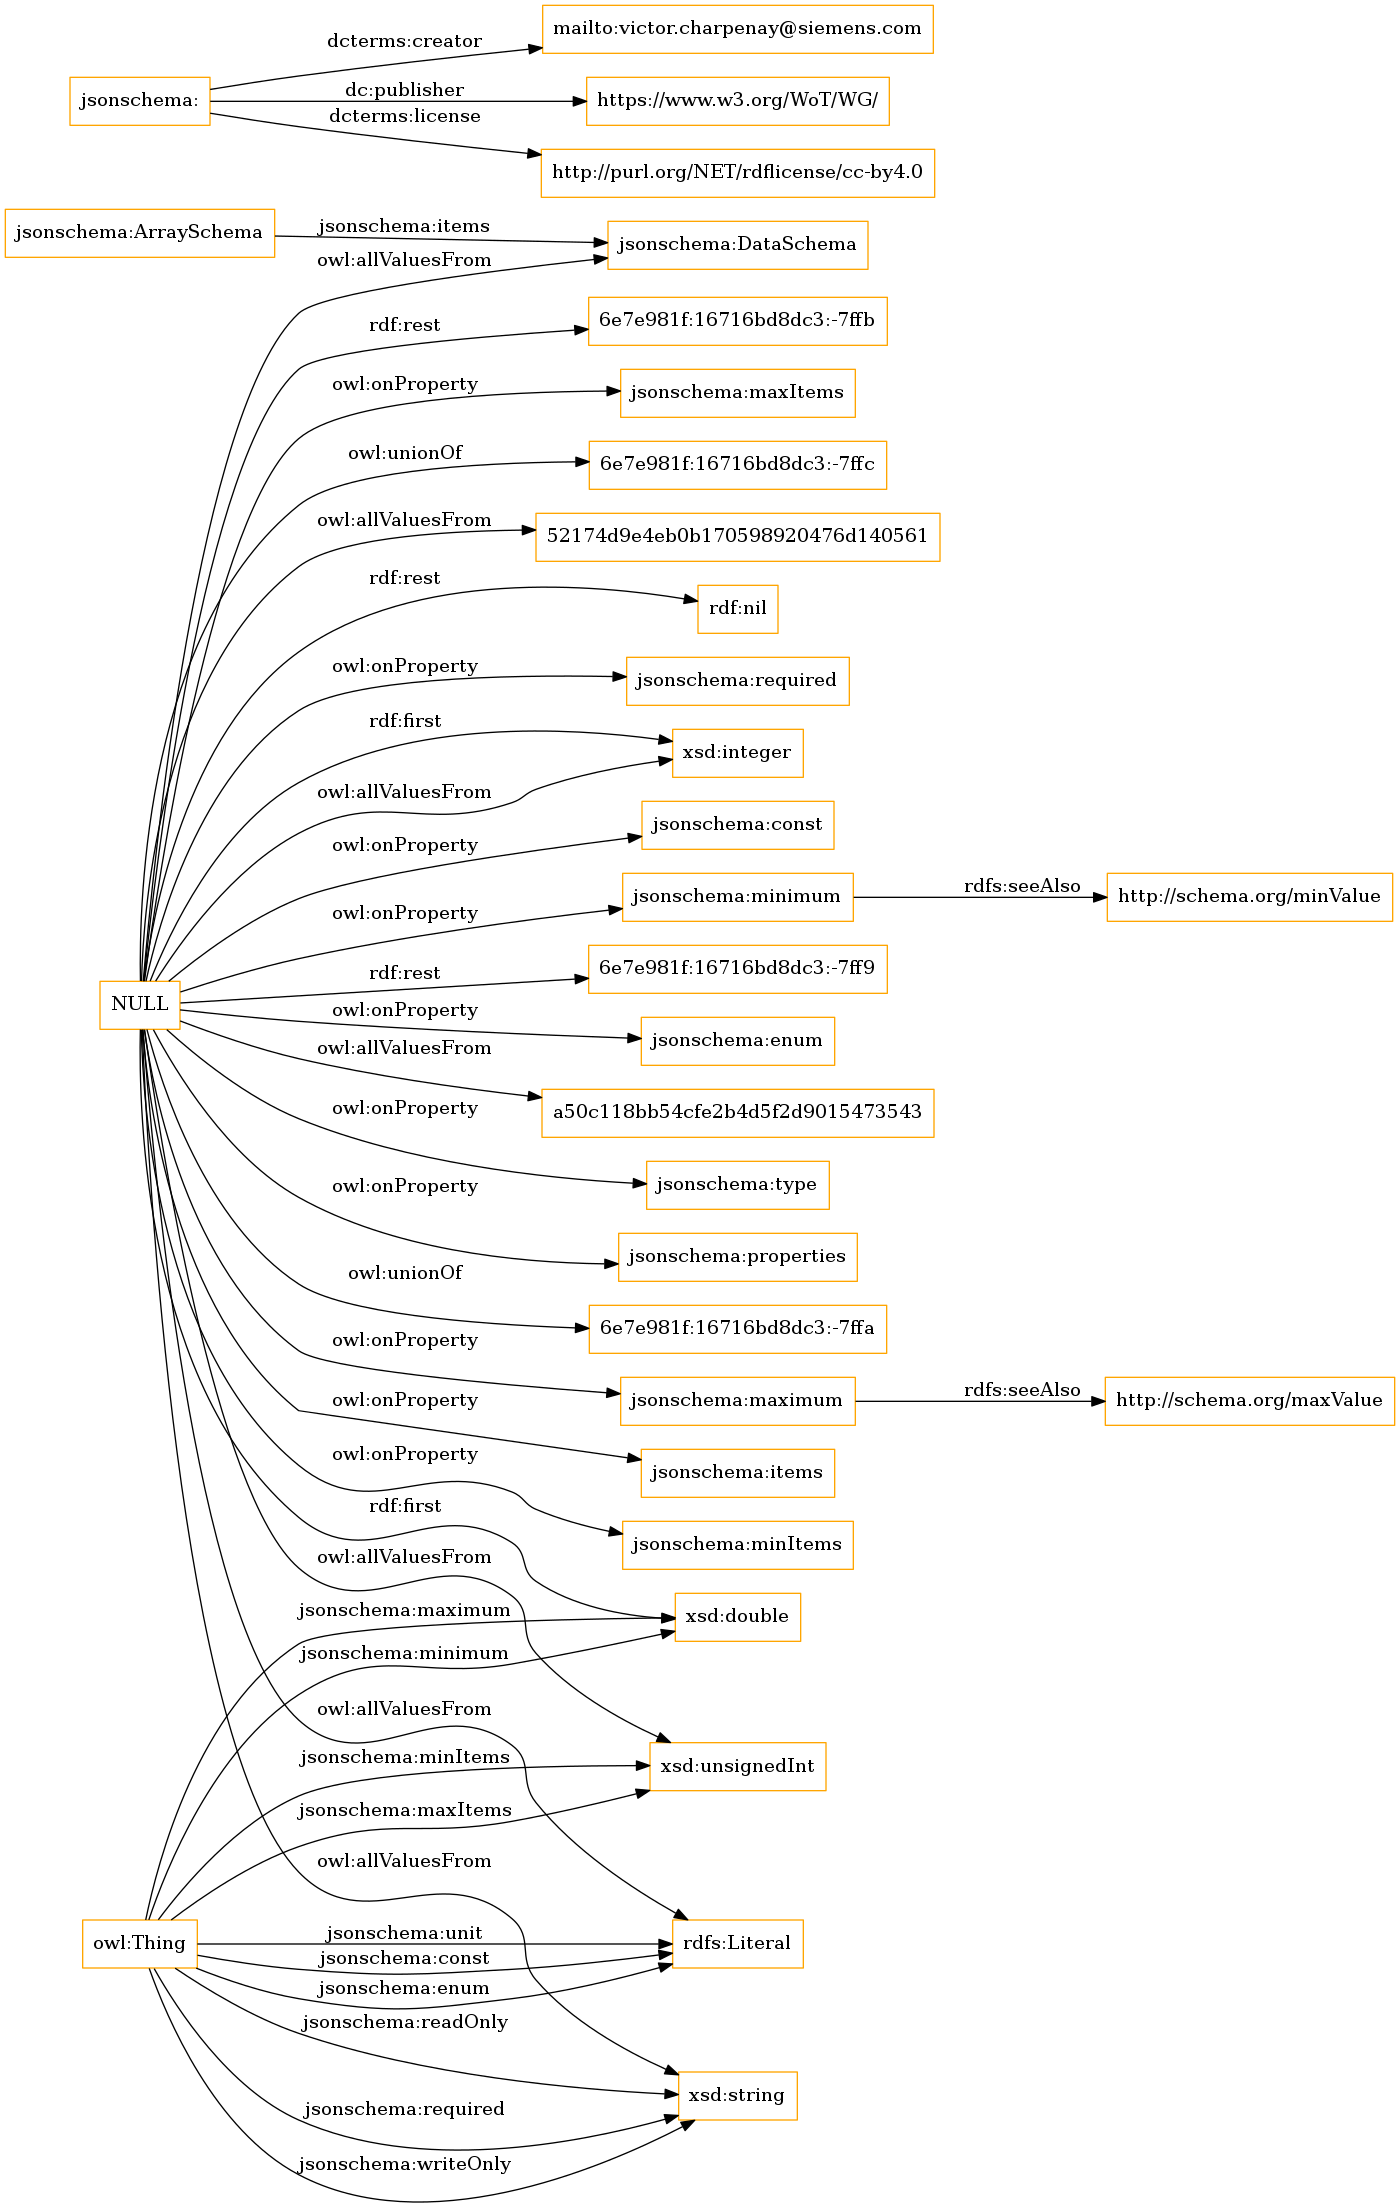 mailto:victor.charpenay@siemens.com
dcterms:creator
jsonschema:
dc:publisher
https://www.w3.org/WoT/WG/
dcterms:license
http://purl.org/NET/rdflicense/cc-by4.0
jsonschema:ArraySchema
jsonschema:items
jsonschema:DataSchema
owl:allValuesFrom
rdf:rest
6e7e981f:16716bd8dc3:-7ffb
owl:onProperty
jsonschema:maxItems
owl:unionOf
6e7e981f:16716bd8dc3:-7ffc
owl:allValuesFrom
52174d9e4eb0b170598920476d140561
rdf:rest
rdf:nil
owl:onProperty
jsonschema:required
rdf:first
xsd:integer
owl:allValuesFrom
jsonschema:const
owl:onProperty
jsonschema:minimum
rdfs:seeAlso
http://schema.org/minValue
owl:onProperty
rdf:rest
6e7e981f:16716bd8dc3:-7ff9
NULL
owl:onProperty
jsonschema:enum
owl:allValuesFrom
a50c118bb54cfe2b4d5f2d9015473543
owl:onProperty
jsonschema:type
owl:onProperty
jsonschema:properties
owl:unionOf
6e7e981f:16716bd8dc3:-7ffa
owl:onProperty
jsonschema:maximum
rdfs:seeAlso
http://schema.org/maxValue
owl:onProperty
jsonschema:items
owl:onProperty
jsonschema:minItems
rdf:first
owl:allValuesFrom
jsonschema:maximum
xsd:double
jsonschema:minimum
owl:allValuesFrom
jsonschema:minItems
xsd:unsignedInt
jsonschema:maxItems
owl:allValuesFrom
jsonschema:unit
owl:Thing
rdfs:Literal
jsonschema:const
jsonschema:enum
jsonschema:readOnly
xsd:string
jsonschema:required
jsonschema:writeOnly